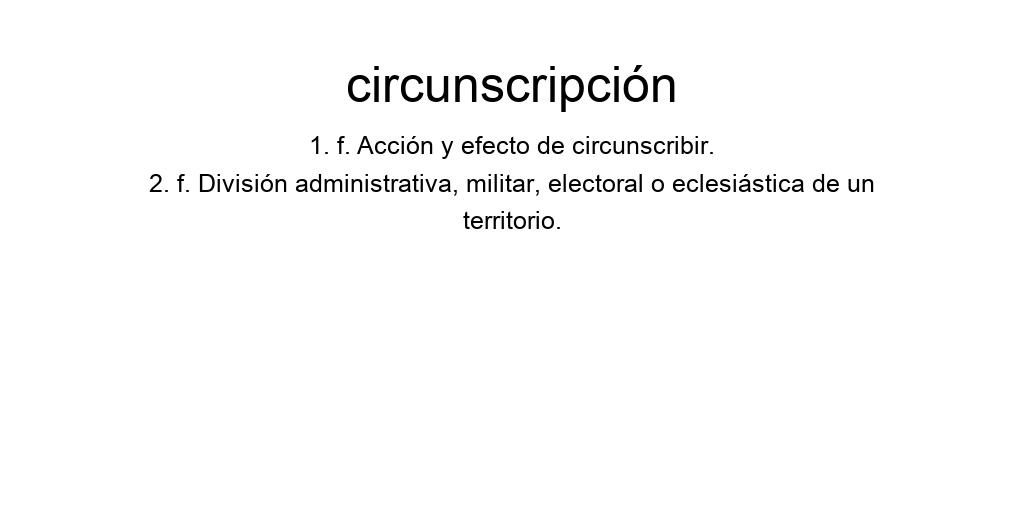 circunscripción
1. f. Acción y efecto de circunscribir.
2. f. División administrativa, militar, electoral o eclesiástica de un
territorio.